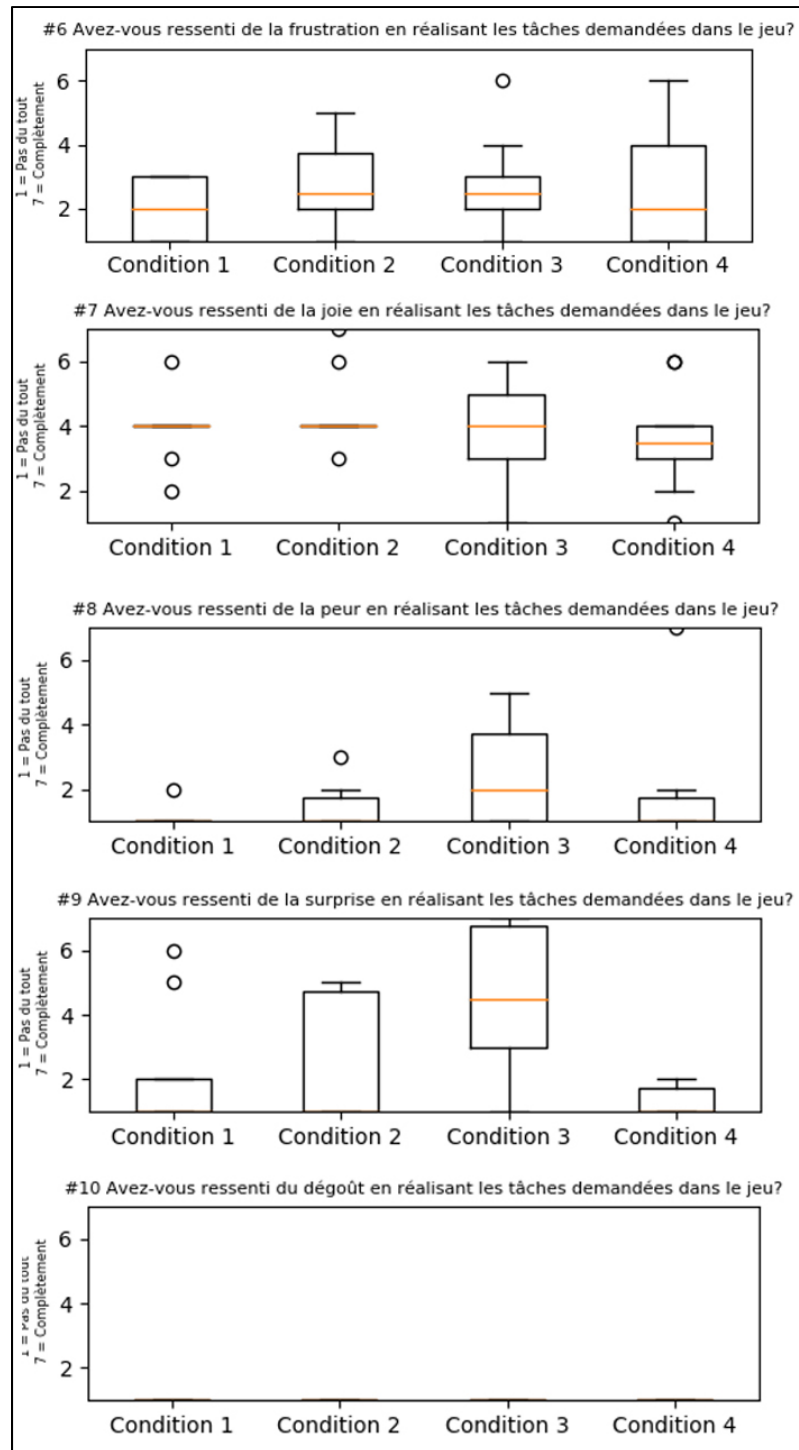 #6 Avez-vous ressenti de la frustration en réalisant les tâches demandées dans le jeu?
1 = Pas du tout
7 = Complètement
6
4
2
Condition 1 Condition 2 Condition 3 Condition 4
#7 Avez-vous ressenti de la joie en réalisant les tâches demandées dans le jeu?
1 = Pas du tout
7 = Complètement
6
4
2
Condition 1 Condition 2 Condition 3 Condition 4
#8 Avez-vous ressenti de la peur en réalisant les tâches demandées dans le jeu?
1 = Pas du tout
7 = Complètement
6
4
2
Condition 1 Condition 2 Condition 3 Condition 4
#9 Avez-vous ressenti de la surprise en réalisant les tâches demandées dans le jeu?
1 = Pas du tout
7 = Complètement
6
4
2
Condition 1 Condition 2 Condition 3 Condition 4
#10 Avez-vous ressenti du dégoût en réalisant les tâches demandées dans le jeu?
1 = Pas du tout
7 = Complètement
6
4
2
Condition 1 Condition 2 Condition 3 Condition 4